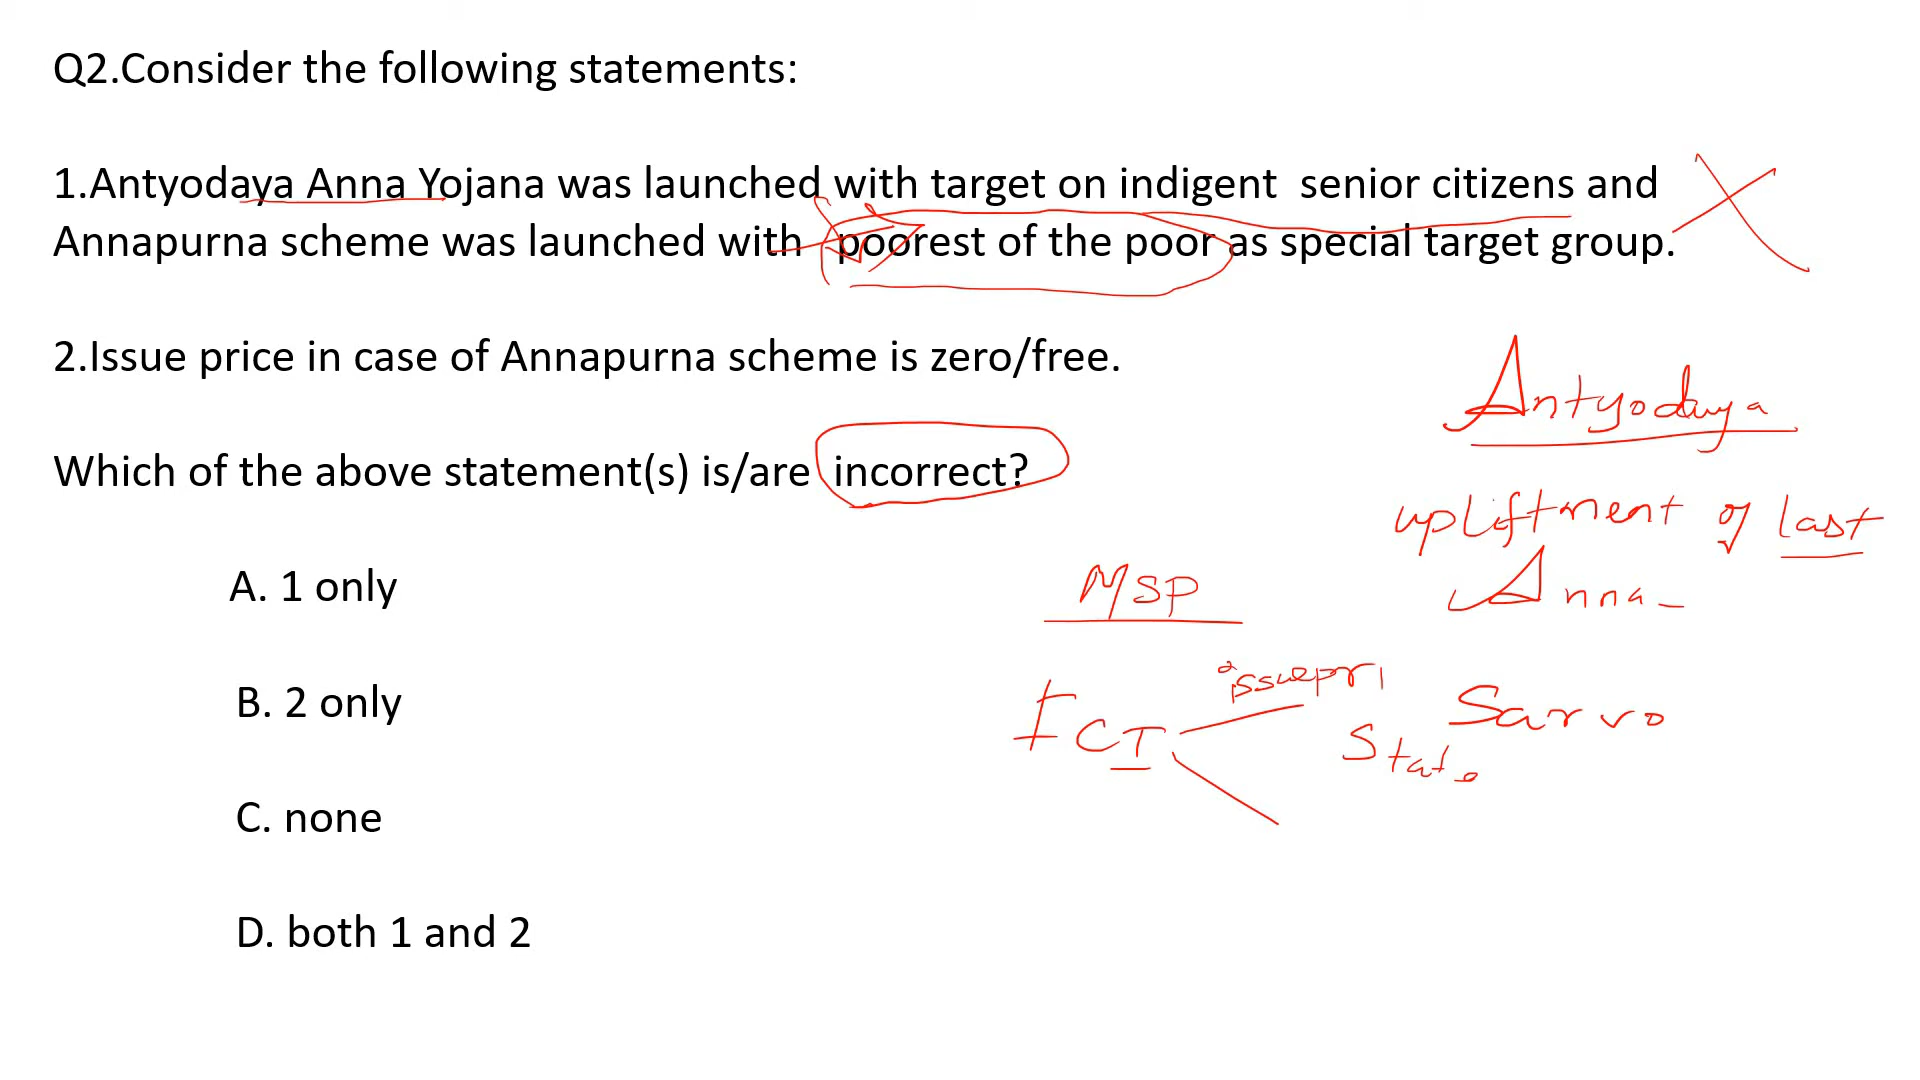 Q2.Consider the following statements:
1.Antyodaya Anna Yojana was launched with target on indigent senior citizens and
Annapurna scheme was launched with poorest of the poor as special target group.
2.Issue price in case of Annapurna scheme is zero/free.
Which of the above statement(s) is/are incorrect?
A. 1 only
B. 2 only
C. none
D. both 1 and 2
Antyodaya
upliftment of last
Anna
MSP
issue pri
FCI
State
Sarvo